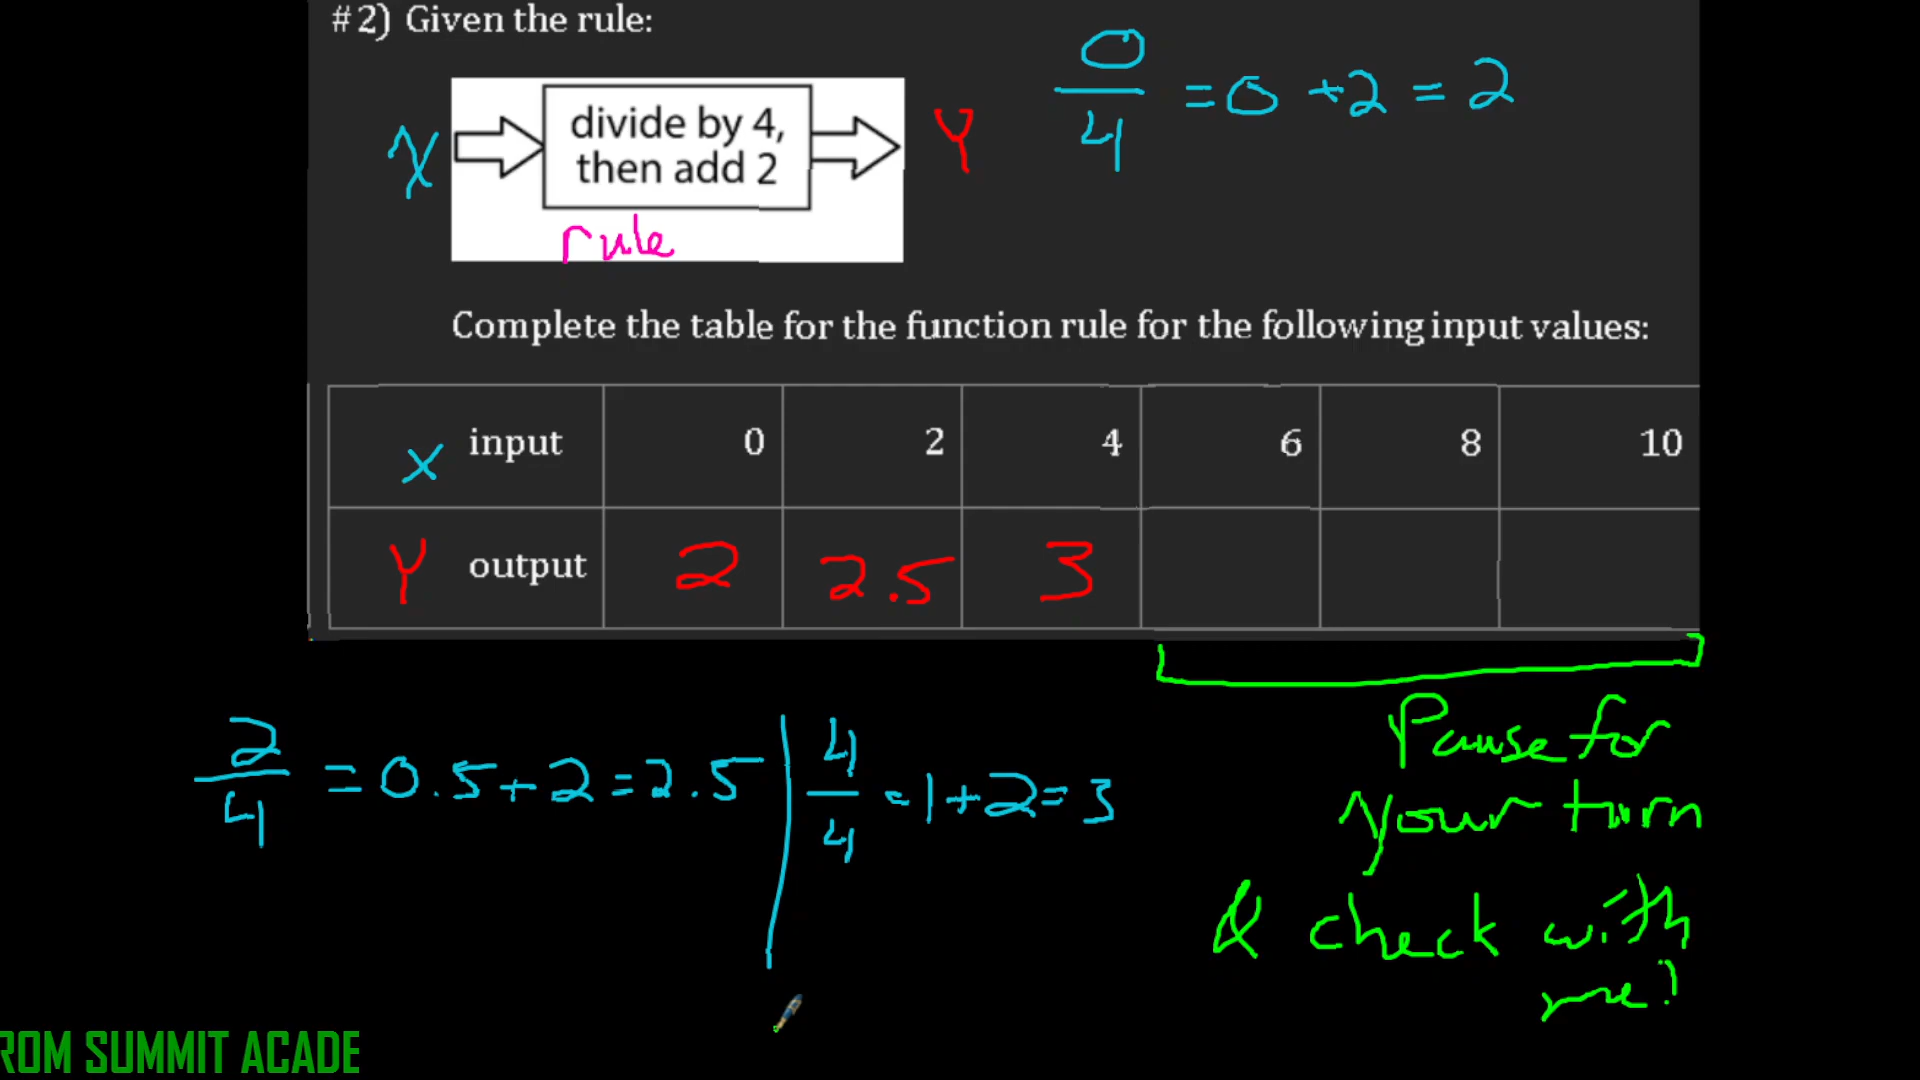 #2) Given the rule:
0
4
= 0 + 2 = 2
X
divide by 4,
then add 2
Y
rule
Complete the table for the function rule for the following input values:
x input 0 2 4 6 8 10
Y output 2 2.5 3
2
4
= 0.5 + 2 = 2.5
4
4
= 1 + 2 = 3
Pause for
your turn
& check with
me?
ROM SUMMIT ACADE